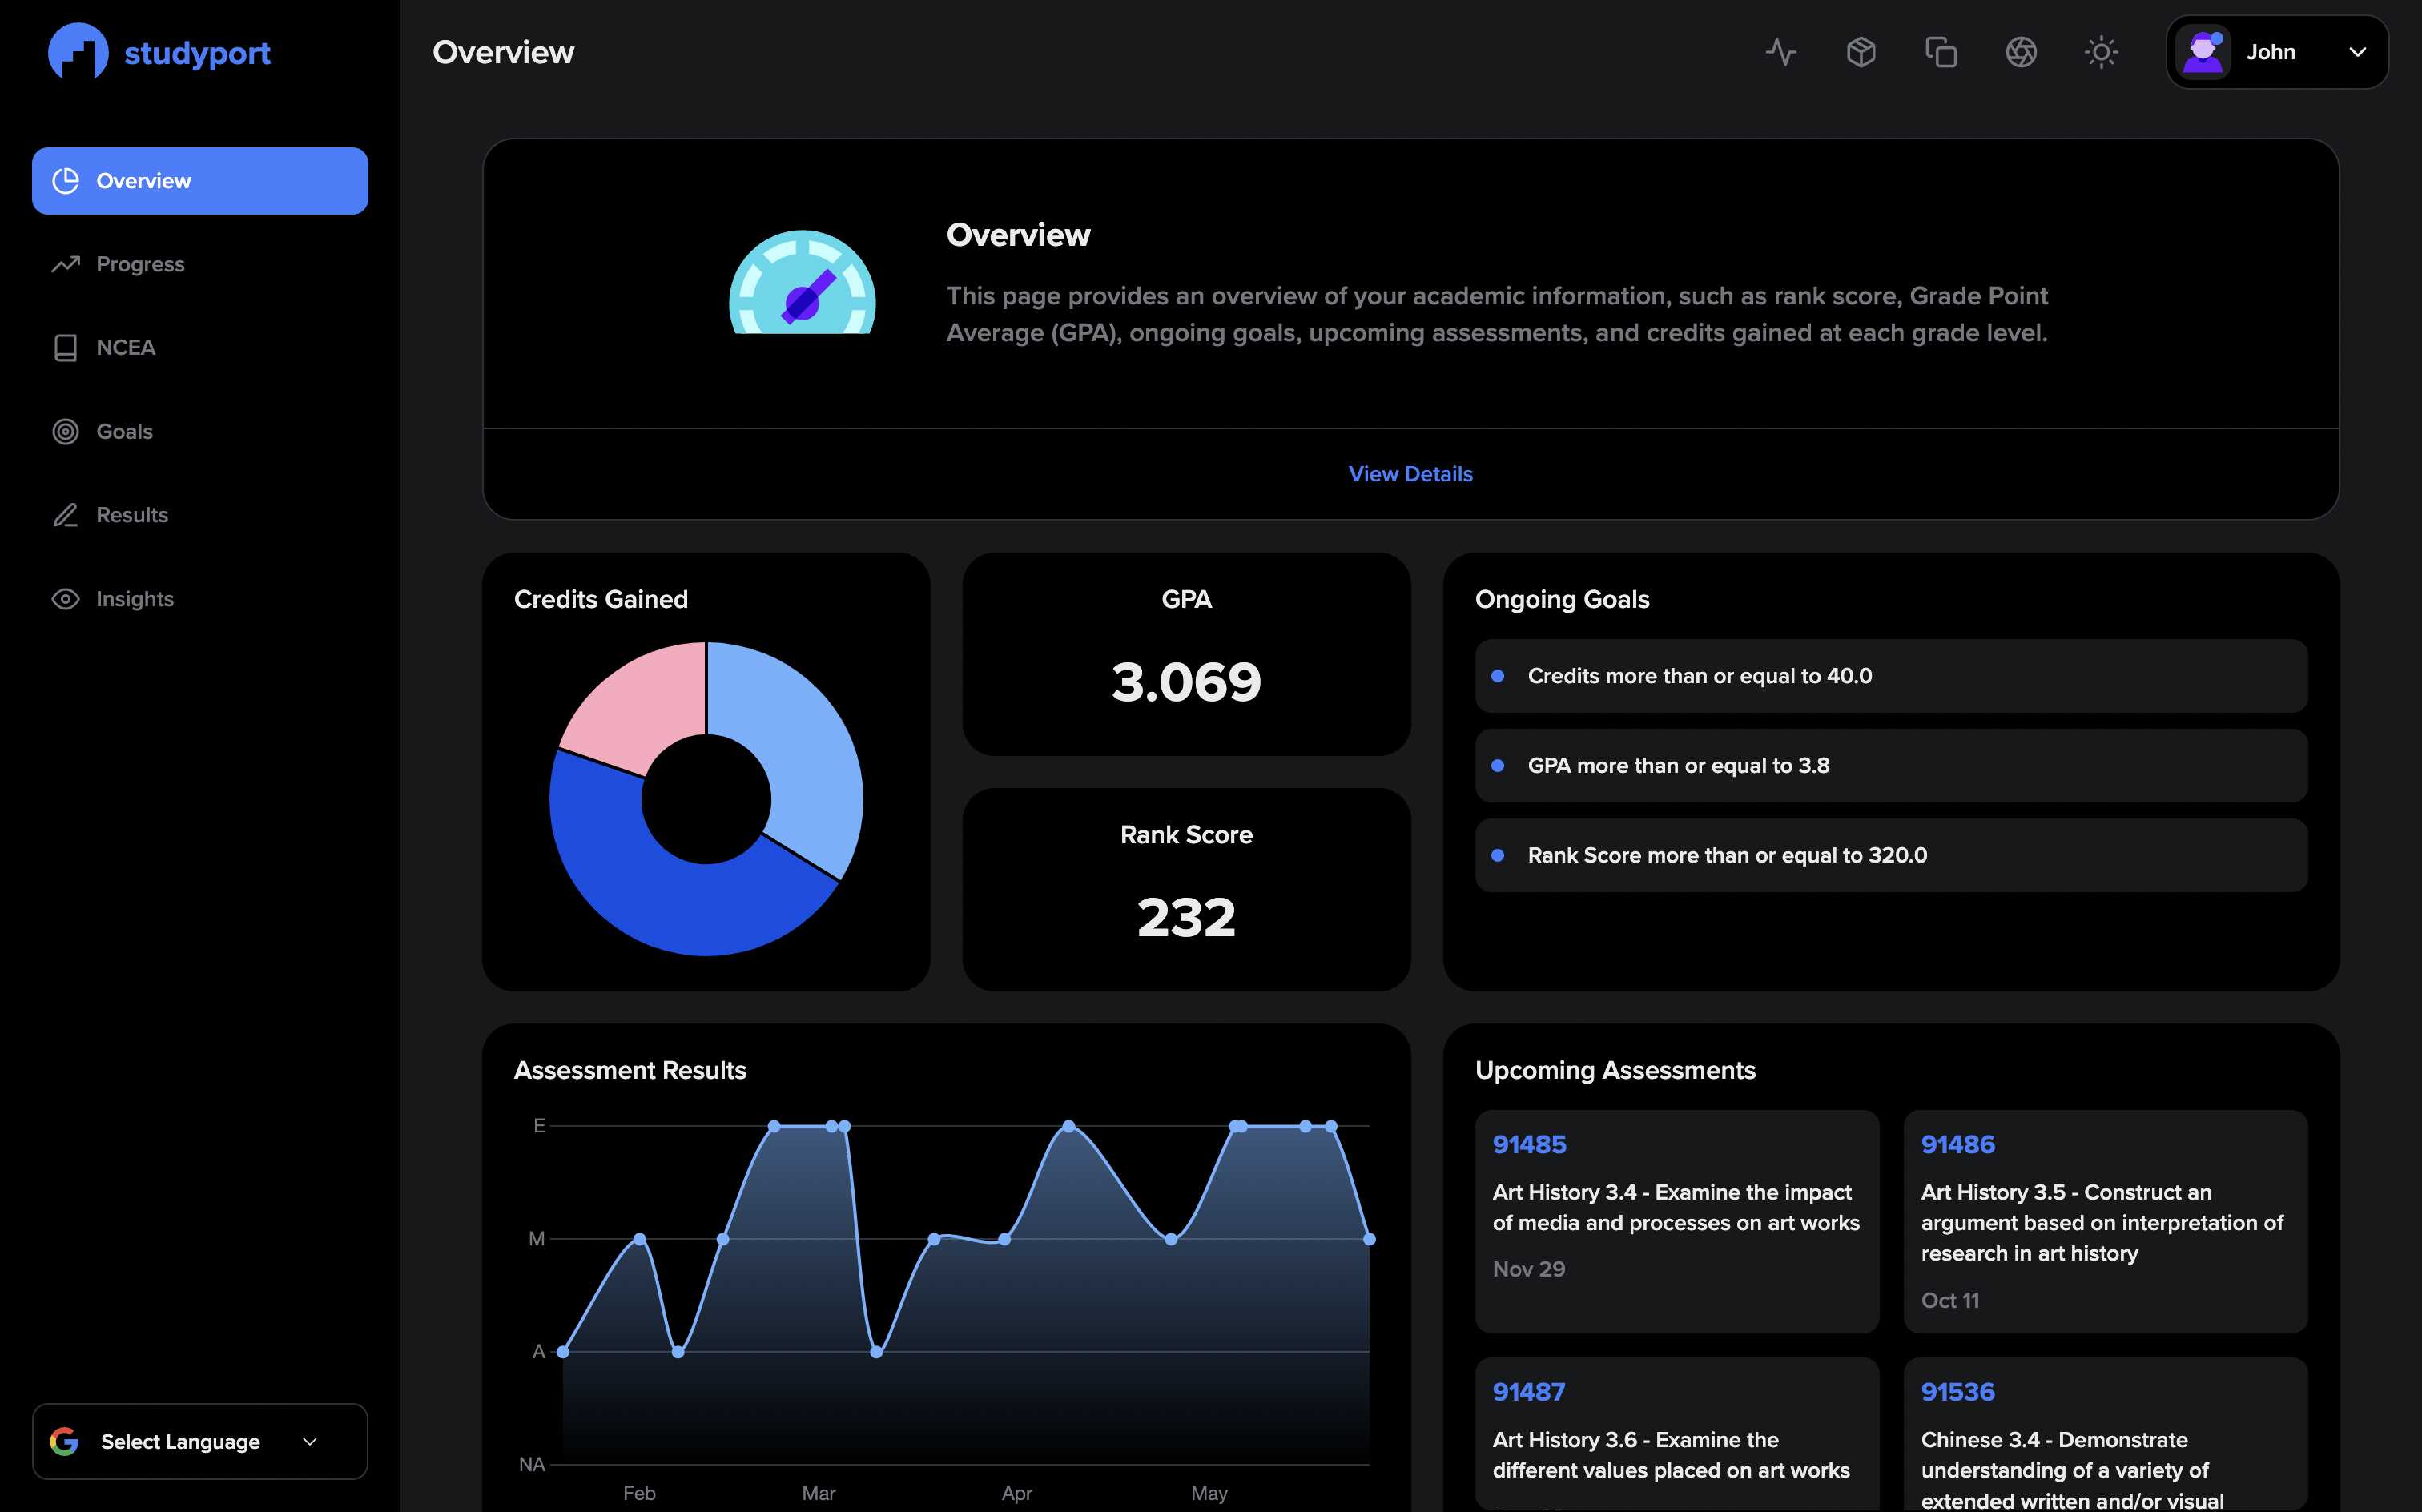 studyport
Overview
John
Overview
Progress
NCEA
Goals
Results
Insights
Select Language
Overview
This page provides an overview of your academic information, such as rank score, Grade Point
Average (GPA), ongoing goals, upcoming assessments, and credits gained at each grade level.
View Details
Credits Gained
GPA
3.069
Rank Score
232
Ongoing Goals
Credits more than or equal to 40.0
GPA more than or equal to 3.8
Rank Score more than or equal to 320.0
Assessment Results
E
M
A
NA
Feb
Mar
Apr
May
Upcoming Assessments
91485
Art History 3.4 - Examine the impact
of media and processes on art works
Nov 29
91486
Art History 3.5 - Construct an
argument based on interpretation of
research in art history
Oct 11
91487
Art History 3.6 - Examine the
different values placed on art works
91536
Chinese 3.4 - Demonstrate
understanding of a variety of
extended written and/or visual